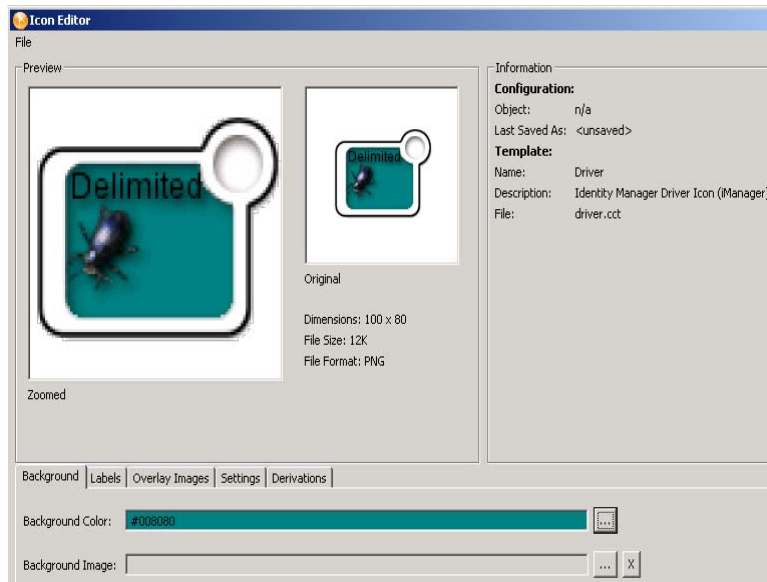 Icon Editor
File
Preview
Delimited
Zoomed
Delimited
Original
Dimensions: 100 x 80
File Size: 12K
File Format: PNG
Information
Configuration:
Object: n/a
Last Saved As: <unsaved>
Template:
Name: Driver
Description: Identity Manager Driver Icon (iManager)
File: driver.cct
Background Labels Overlay Images Settings Derivations
Background Color: #008080 ...
Background Image: ... X